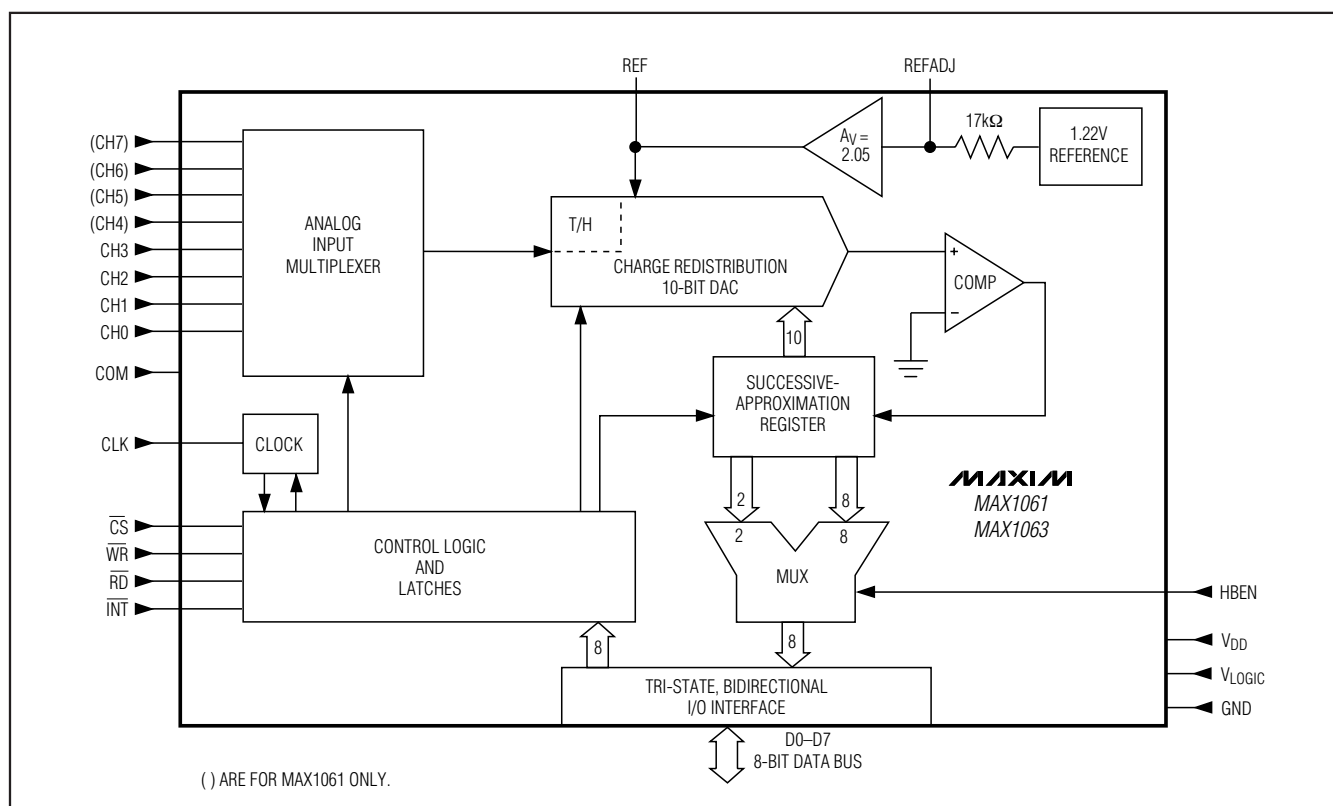 REF
REFADJ
(CH7)
(CH6)
(CH5)
(CH4)
CH3
CH2
CH1
CH0
COM
CLK
CS
WR
RD
INT
ANALOG
INPUT
MULTIPLEXER
CLOCK
CONTROL LOGIC
AND
LATCHES
T/H
CHARGE REDISTRIBUTION
10-BIT DAC
AV =
2.05
17kΩ
1.22V
REFERENCE
+
COMP
−
10
SUCCESSIVE-
APPROXIMATION
REGISTER
2
8
2
8
MUX
8
8
TRI-STATE, BIDIRECTIONAL
I/O INTERFACE
MAXIM
MAX1061
MAX1063
HBEN
VDD
VLOGIC
GND
D0–D7
8-BIT DATA BUS
( ) ARE FOR MAX1061 ONLY.